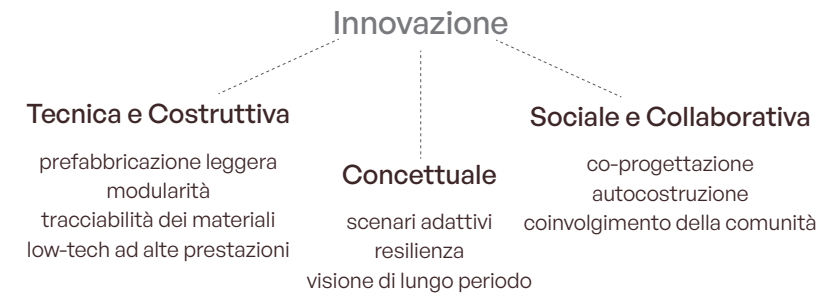 Innovazione
Tecnica e Costruttiva
prefabbricazione leggera
modularità
tracciabilità dei materiali
low-tech ad alte prestazioni
Concettuale
scenari adattivi
resilienza
visione di lungo periodo
Sociale e Collaborativa
co-progettazione
autocostruzione
coinvolgimento della comunità